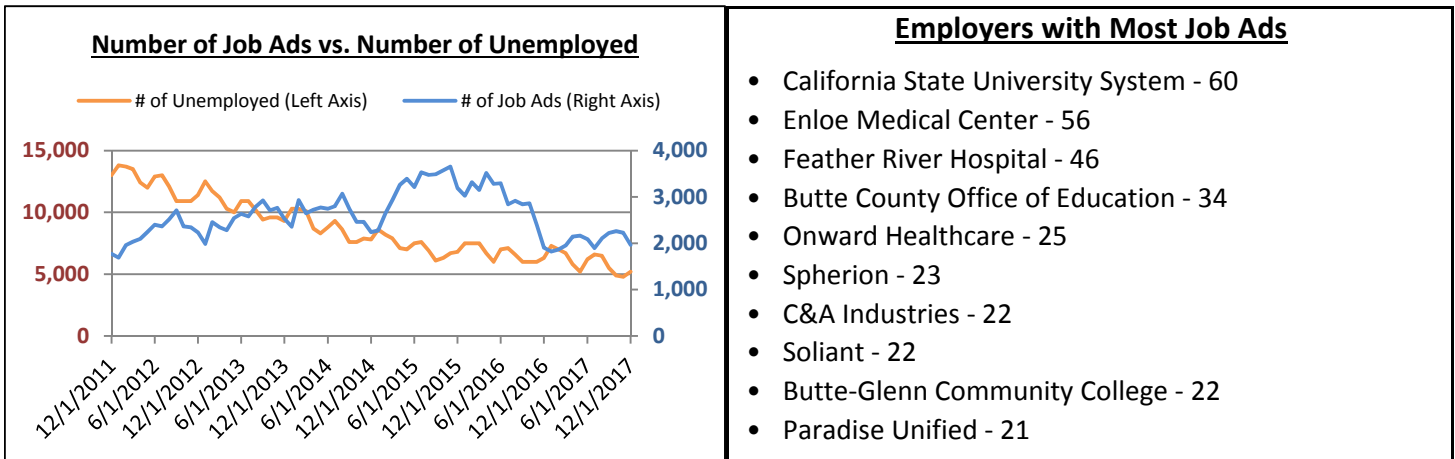 Number of Job Ads vs. Number of Unemployed
# of Unemployed (Left Axis)
# of Job Ads (Right Axis)
15,000
10,000
5,000
0
4,000
3,000
2,000
1,000
0
12/1/2011
6/1/2012
12/1/2012
6/1/2013
12/1/2013
6/1/2014
12/1/2014
6/1/2015
12/1/2015
6/1/2016
12/1/2016
6/1/2017
12/1/2017
Employers with Most Job Ads
• California State University System - 60
• Enloe Medical Center - 56
• Feather River Hospital - 46
• Butte County Office of Education - 34
• Onward Healthcare - 25
• Spherion - 23
• C&A Industries - 22
• Soliant - 22
• Butte-Glenn Community College - 22
• Paradise Unified - 21